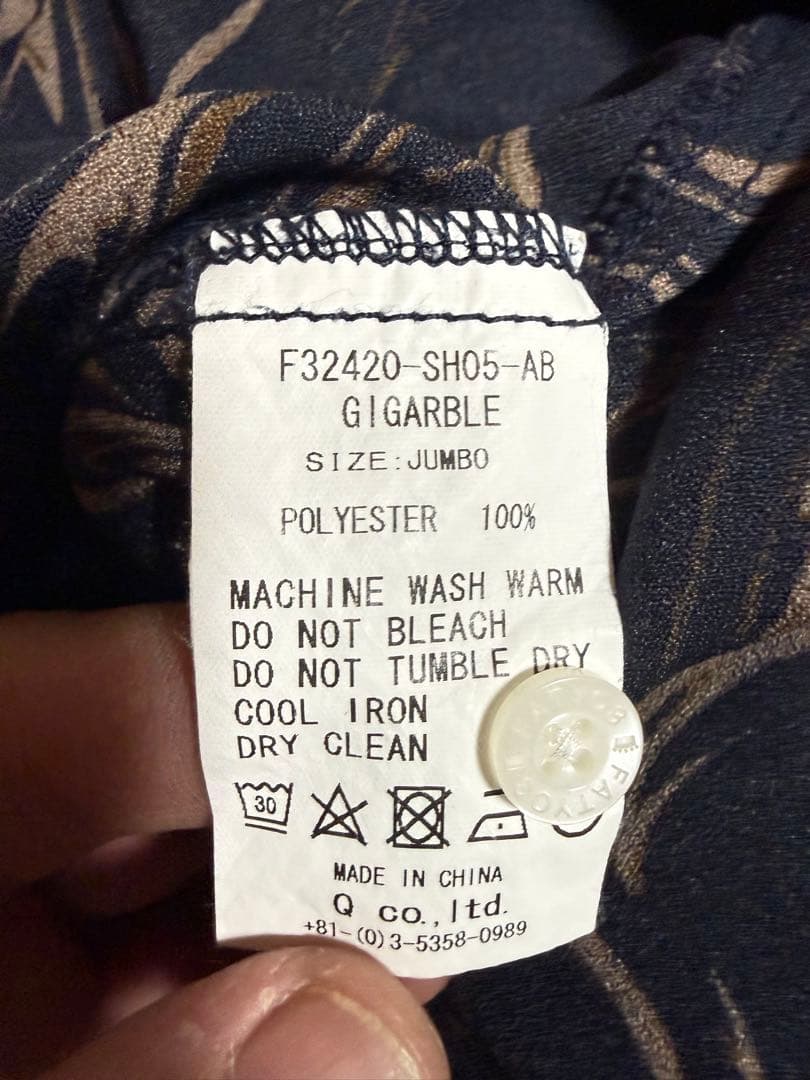 F32420-SH05-AB
GIGARBLE
SIZE:JUMBO
POLYESTER 100%
MACHINE WASH WARM
DO NOT BLEACH
DO NOT TUMBLE DRY
COOL IRON
DRY CLEAN
30
MADE IN CHINA
Q co.,ltd.
+81-(0)3-5358-0989